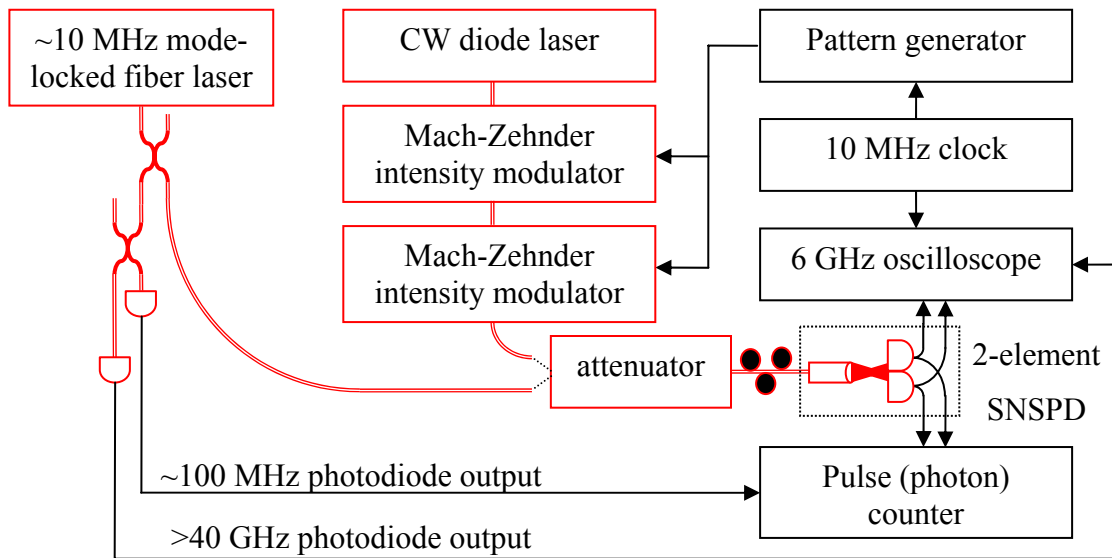 ~10 MHz mode-
locked fiber laser
CW diode laser
Pattern generator
Mach-Zehnder
intensity modulator
10 MHz clock
Mach-Zehnder
intensity modulator
6 GHz oscilloscope
attenuator
2-element
SNSPD
~100 MHz photodiode output
Pulse (photon)
counter
>40 GHz photodiode output